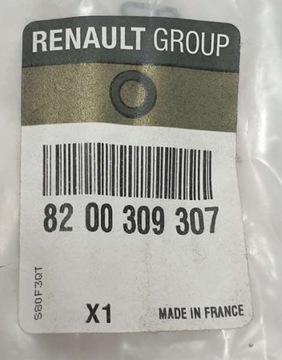 RENAULT GROUP
82 00 309 307
S80F3QT
X1
MADE IN FRANCE